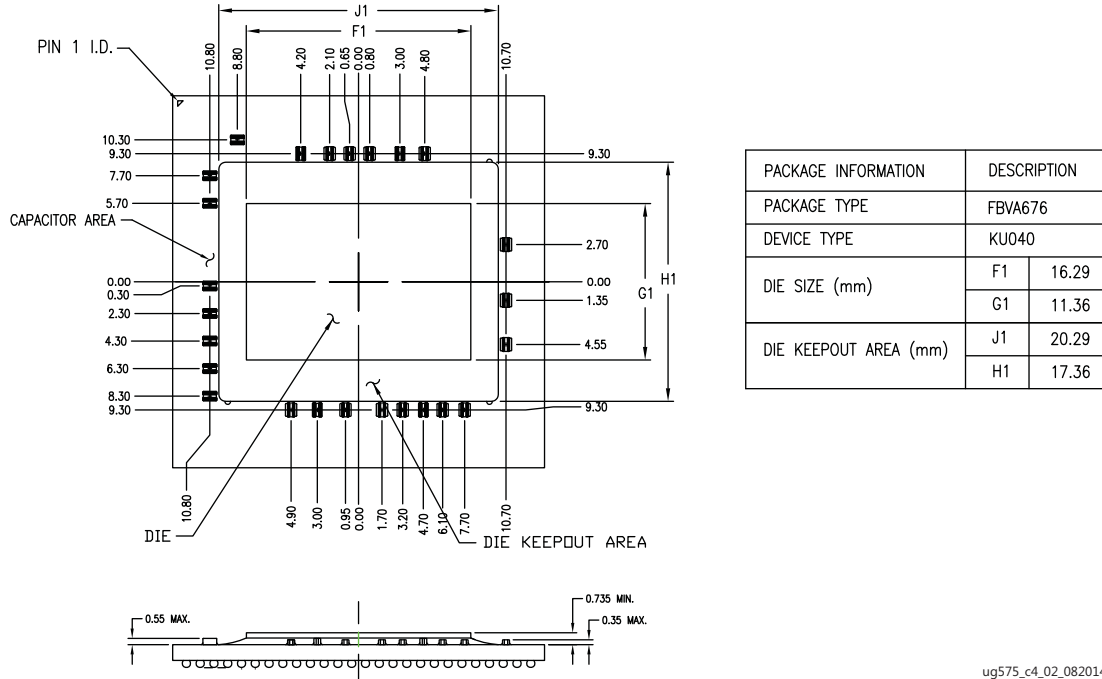 J1
F1
PIN 1 I.D.
10.80
8.80
4.20
2.10
0.65
0.00
0.80
3.00
4.80
10.70
10.30
9.30
9.30
7.70
5.70
CAPACITOR AREA
2.70
0.00
0.30
0.00
1.35
G1
H1
2.30
4.30
4.55
6.30
8.30
9.30
9.30
10.80
4.90
3.00
0.95
0.00
1.70
3.20
4.70
6.10
7.70
10.70
DIE
DIE KEEPOUT AREA
PACKAGE INFORMATION DESCRIPTION
PACKAGE TYPE FBVA676
DEVICE TYPE KU040
DIE SIZE (mm) F1 16.29
G1 11.36
DIE KEEPOUT AREA (mm) J1 20.29
H1 17.36
0.55 MAX.
0.735 MIN.
0.35 MAX.
ug575_c4_02_082014